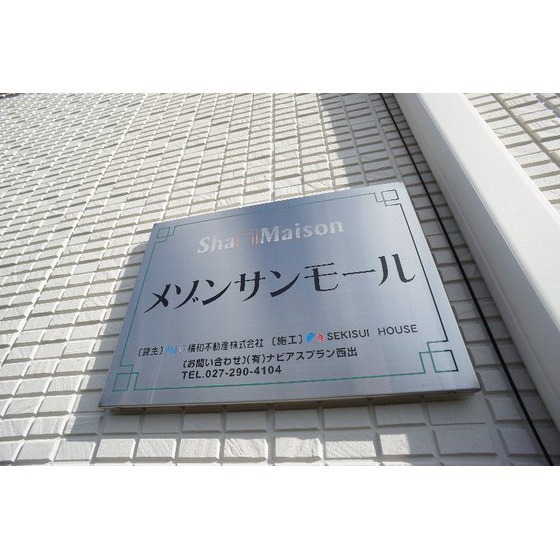 ShaMaison
メゾンサンモール
〔貸主〕積和不動産株式会社 〔施工〕 SEKISUI HOUSE
〔お問い合わせ〕(有)ナビアスプラン西出
TEL.027-290-4104